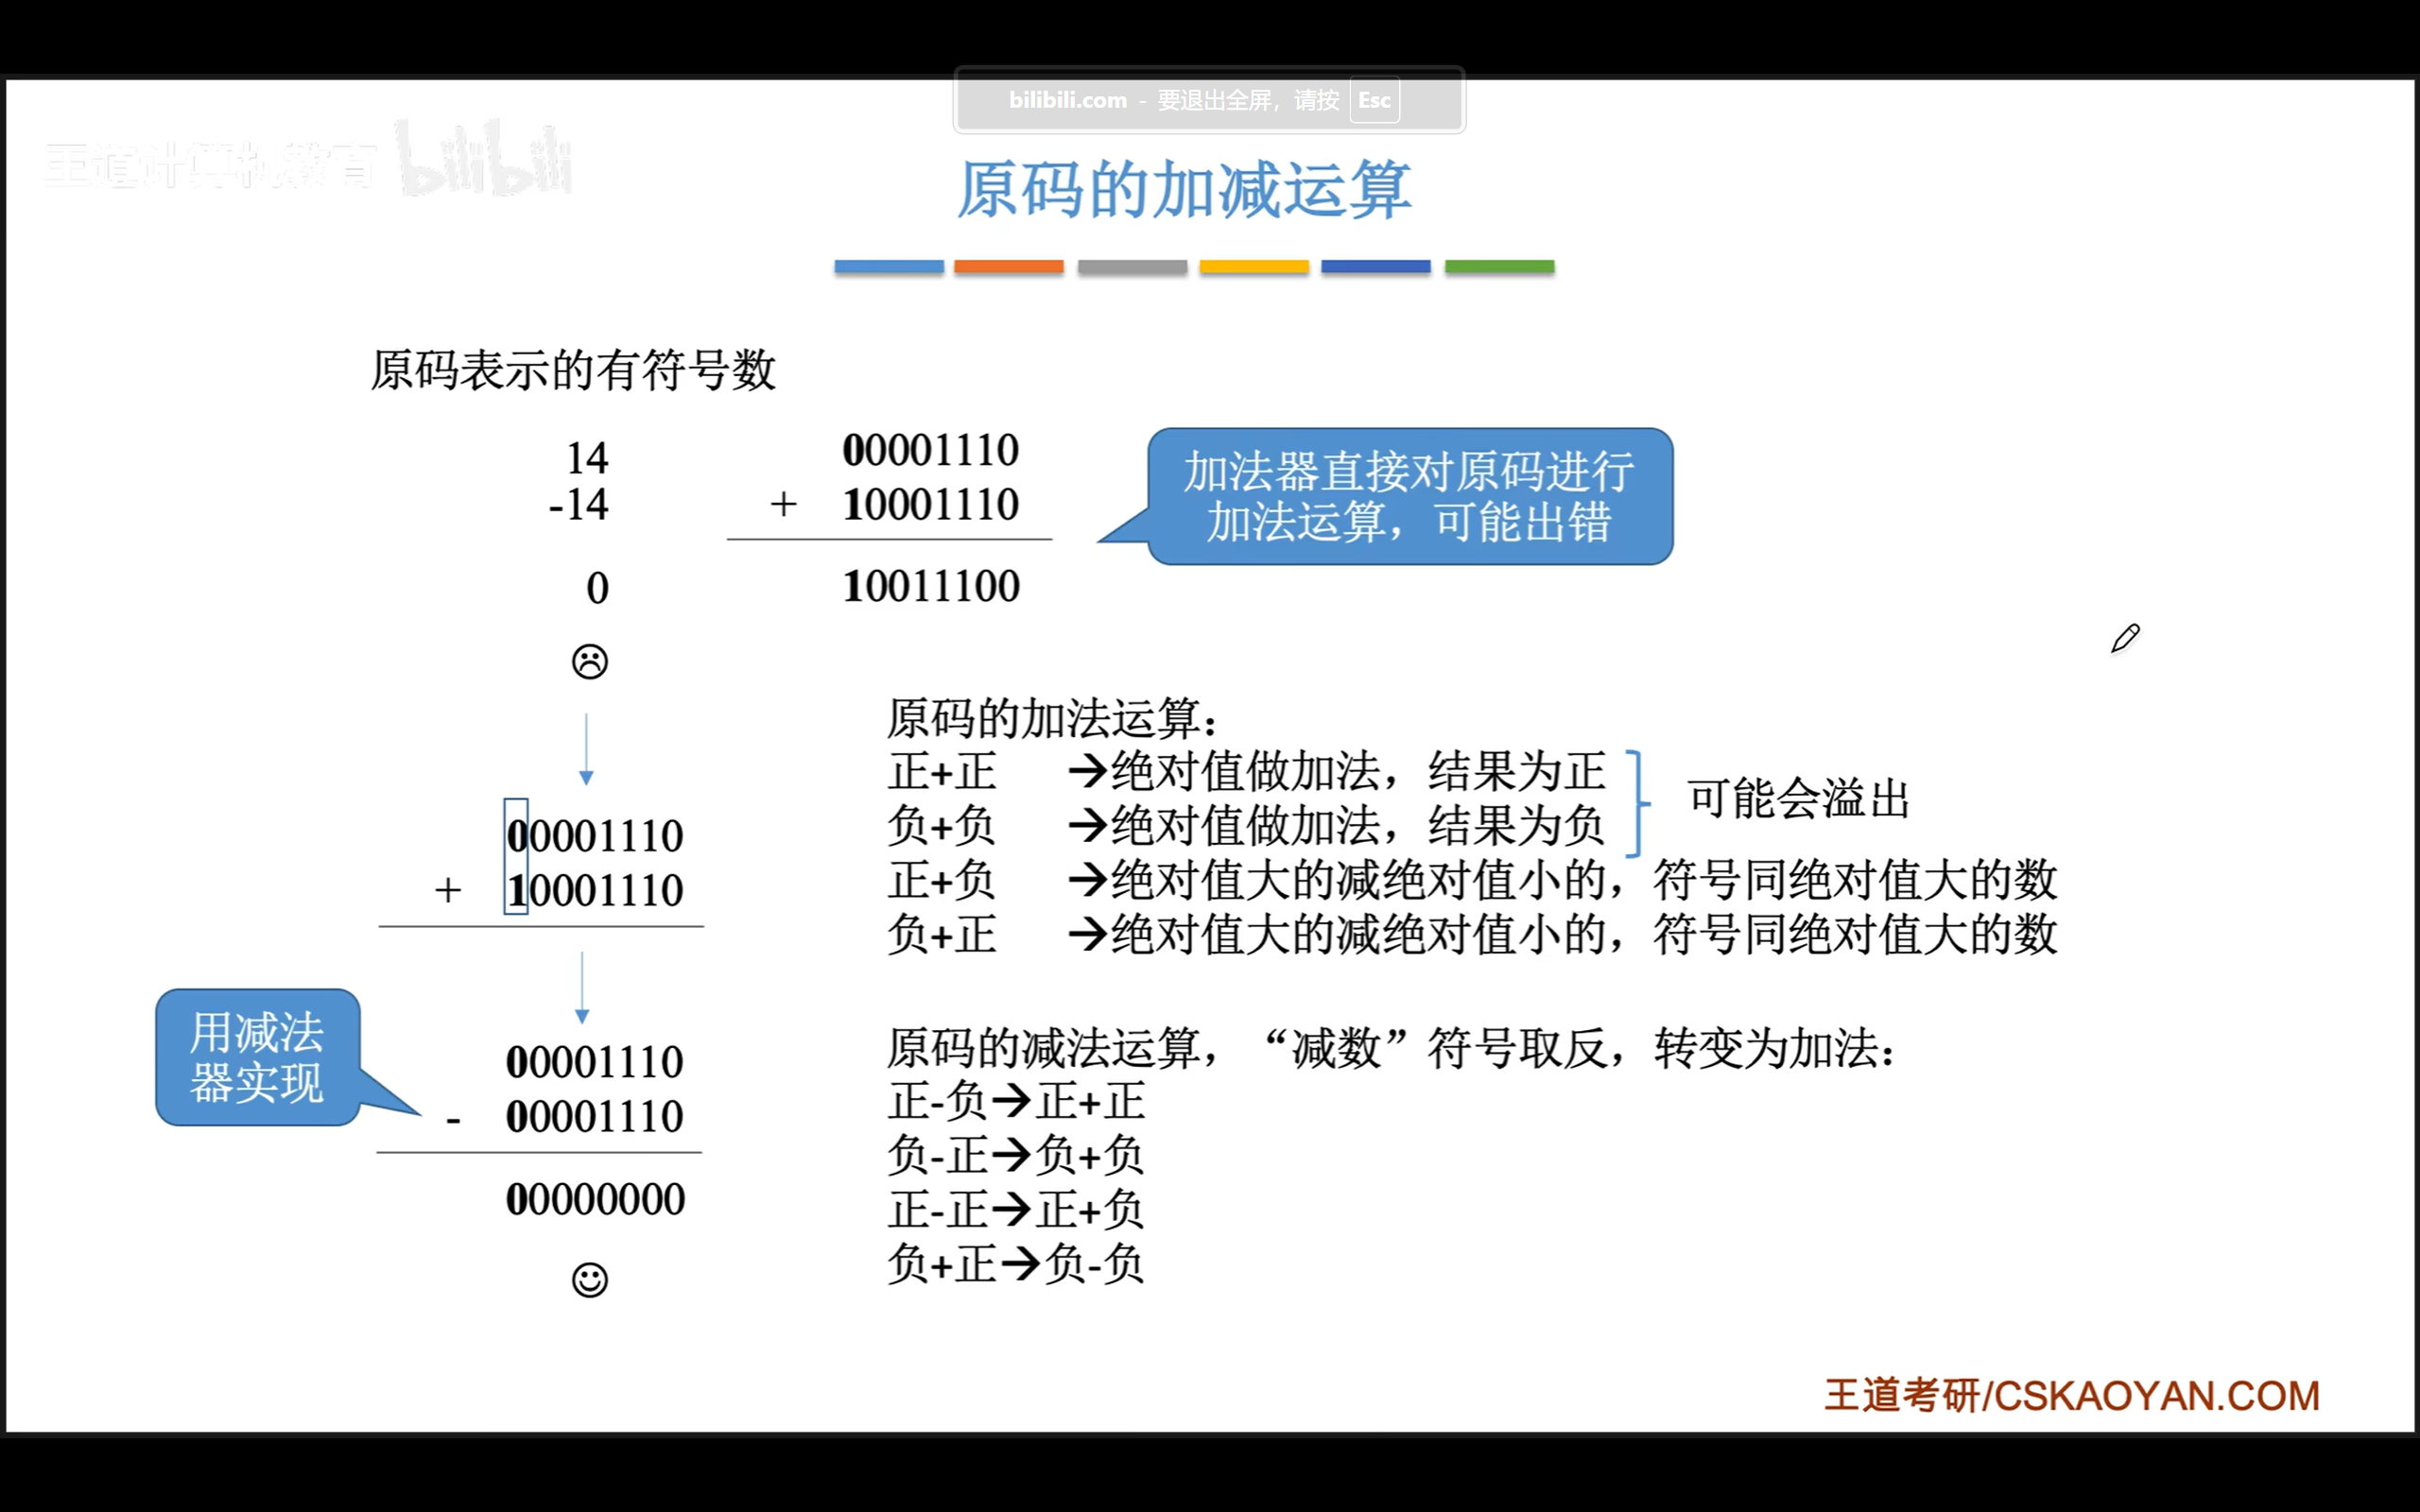 bilibili.com - 要退出全屏，请按 Esc
王道计算机教育 bilibili
原码的加减运算
原码表示的有符号数
14
-14
0
00001110
+ 10001110
10011100
加法器直接对原码进行
加法运算，可能出错
00001110
+ 10001110
用减法
器实现
00001110
- 00001110
00000000
原码的加法运算：
正+正 →绝对值做加法，结果为正
负+负 →绝对值做加法，结果为负
可能会溢出
正+负 →绝对值大的减绝对值小的，符号同绝对值大的数
负+正 →绝对值大的减绝对值小的，符号同绝对值大的数
原码的减法运算，“减数”符号取反，转变为加法：
正-负→正+正
负-正→负+负
正-正→正+负
负+正→负-负
王道考研/CSKAOYAN.COM